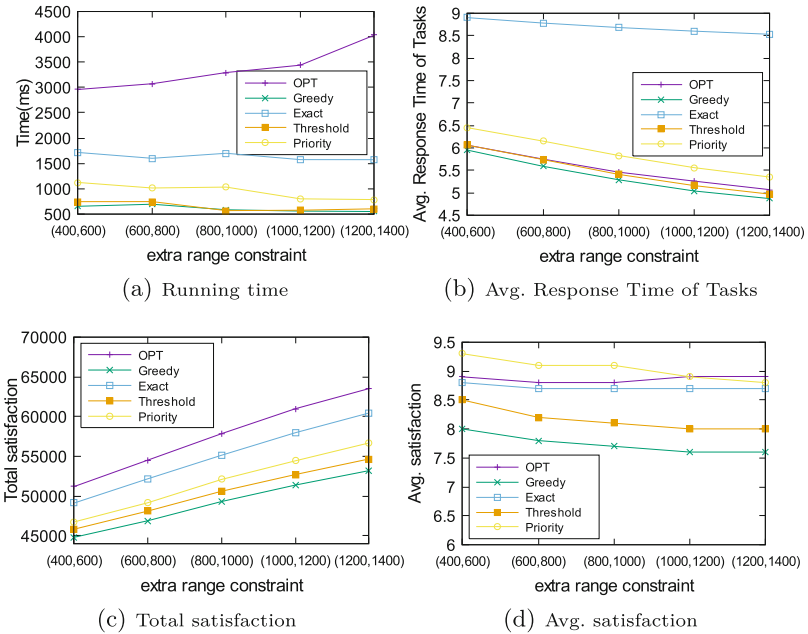 4500
4000
3500
3000
2500
2000
1500
1000
500
Time(ms)
OPT
Greedy
Exact
Threshold
Priority
(400,600) (600,800) (800,1000) (1000,1200) (1200,1400)
extra range constraint
(a) Running time
9
8.5
8
7.5
7
6.5
6
5.5
5
4.5
Avg. Response Time of Tasks
OPT
Greedy
Exact
Threshold
Priority
(400,600) (600,800) (800,1000) (1000,1200) (1200,1400)
extra range constraint
(b) Avg. Response Time of Tasks
70000
65000
60000
55000
50000
45000
Total satisfaction
OPT
Greedy
Exact
Threshold
Priority
(400,600) (600,800) (800,1000) (1000,1200) (1200,1400)
extra range constraint
(c) Total satisfaction
9.5
9
8.5
8
7.5
7
6.5
6
Avg. satisfaction
OPT
Greedy
Exact
Threshold
Priority
(400,600) (600,800) (800,1000) (1000,1200) (1200,1400)
extra range constraint
(d) Avg. satisfaction